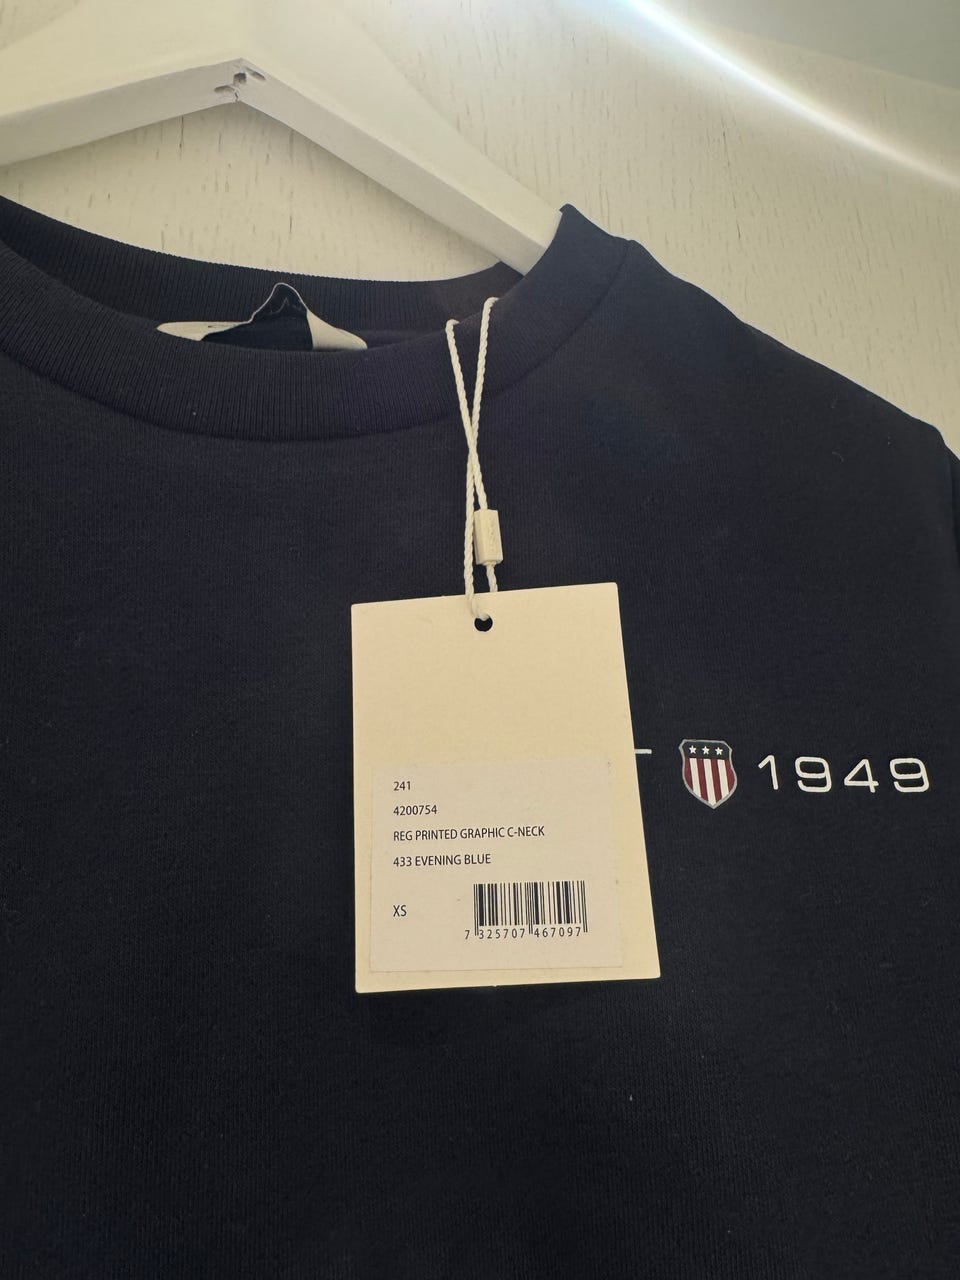 1949
241
4200754
REG PRINTED GRAPHIC C-NECK
433 EVENING BLUE
XS
7 325707 467097